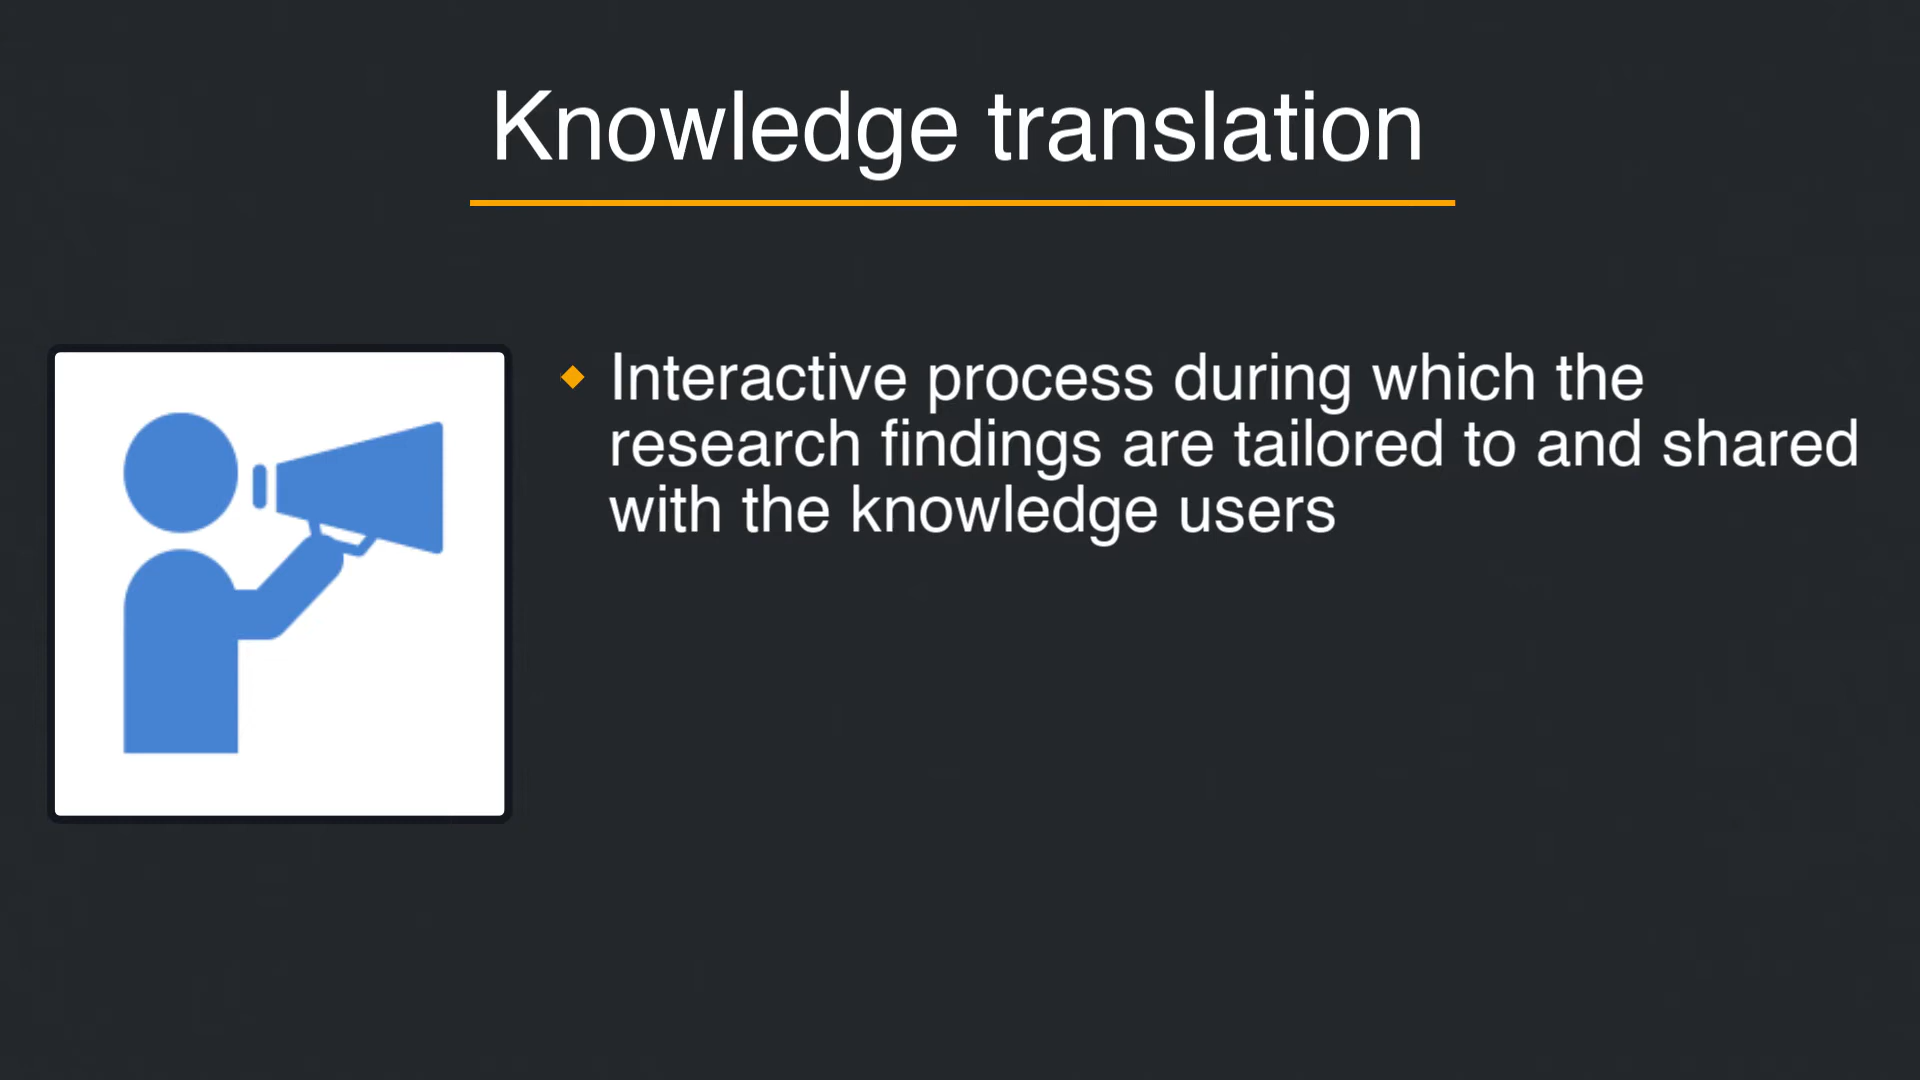 Knowledge translation
Interactive process during which the
research findings are tailored to and shared
with the knowledge users